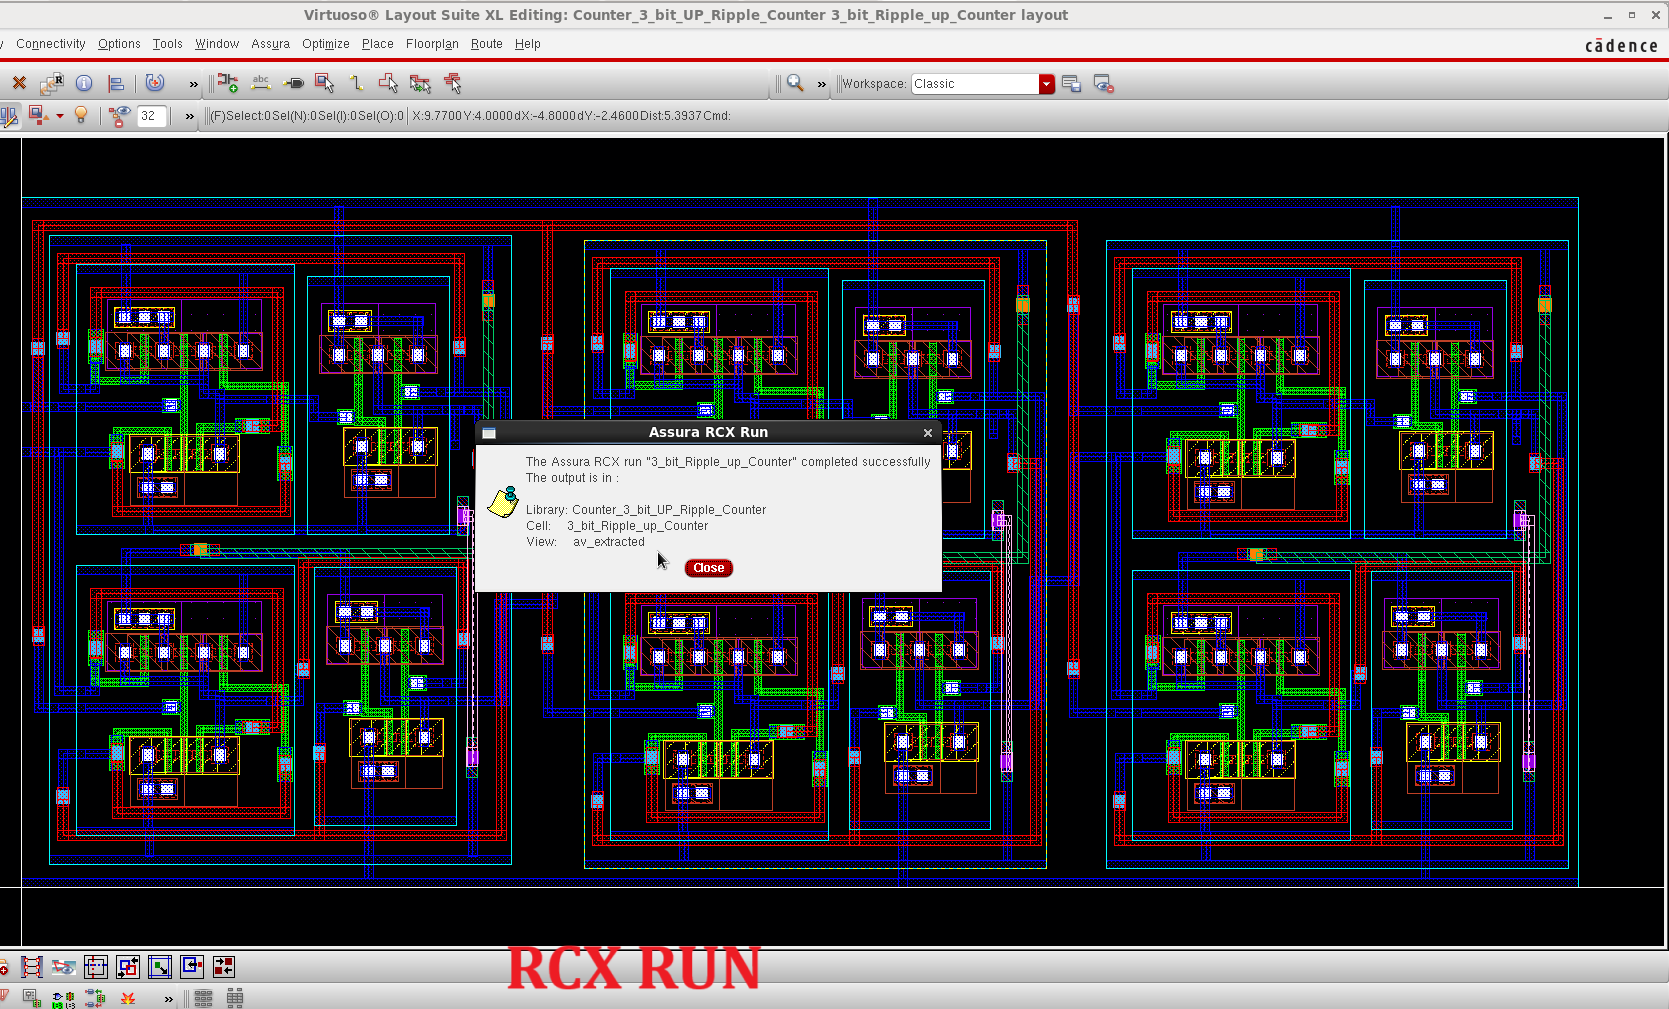 Virtuoso® Layout Suite XL Editing: Counter_3_bit_UP_Ripple_Counter 3_bit_Ripple_up_Counter layout
Connectivity Options Tools Window Assura Optimize Place Floorplan Route Help
cādence
R
abc
» Workspace: Classic
32 » (F)Select:0 Sel(N):0 Sel(I):0 Sel(O):0 X:9.7700 Y:4.0000 dX:-4.8000 dY:-2.4600 Dist:5.3937 Cmd:
Assura RCX Run
The Assura RCX run "3_bit_Ripple_up_Counter" completed successfully
The output is in :
Library: Counter_3_bit_UP_Ripple_Counter
Cell: 3_bit_Ripple_up_Counter
View: av_extracted
Close
RCX RUN